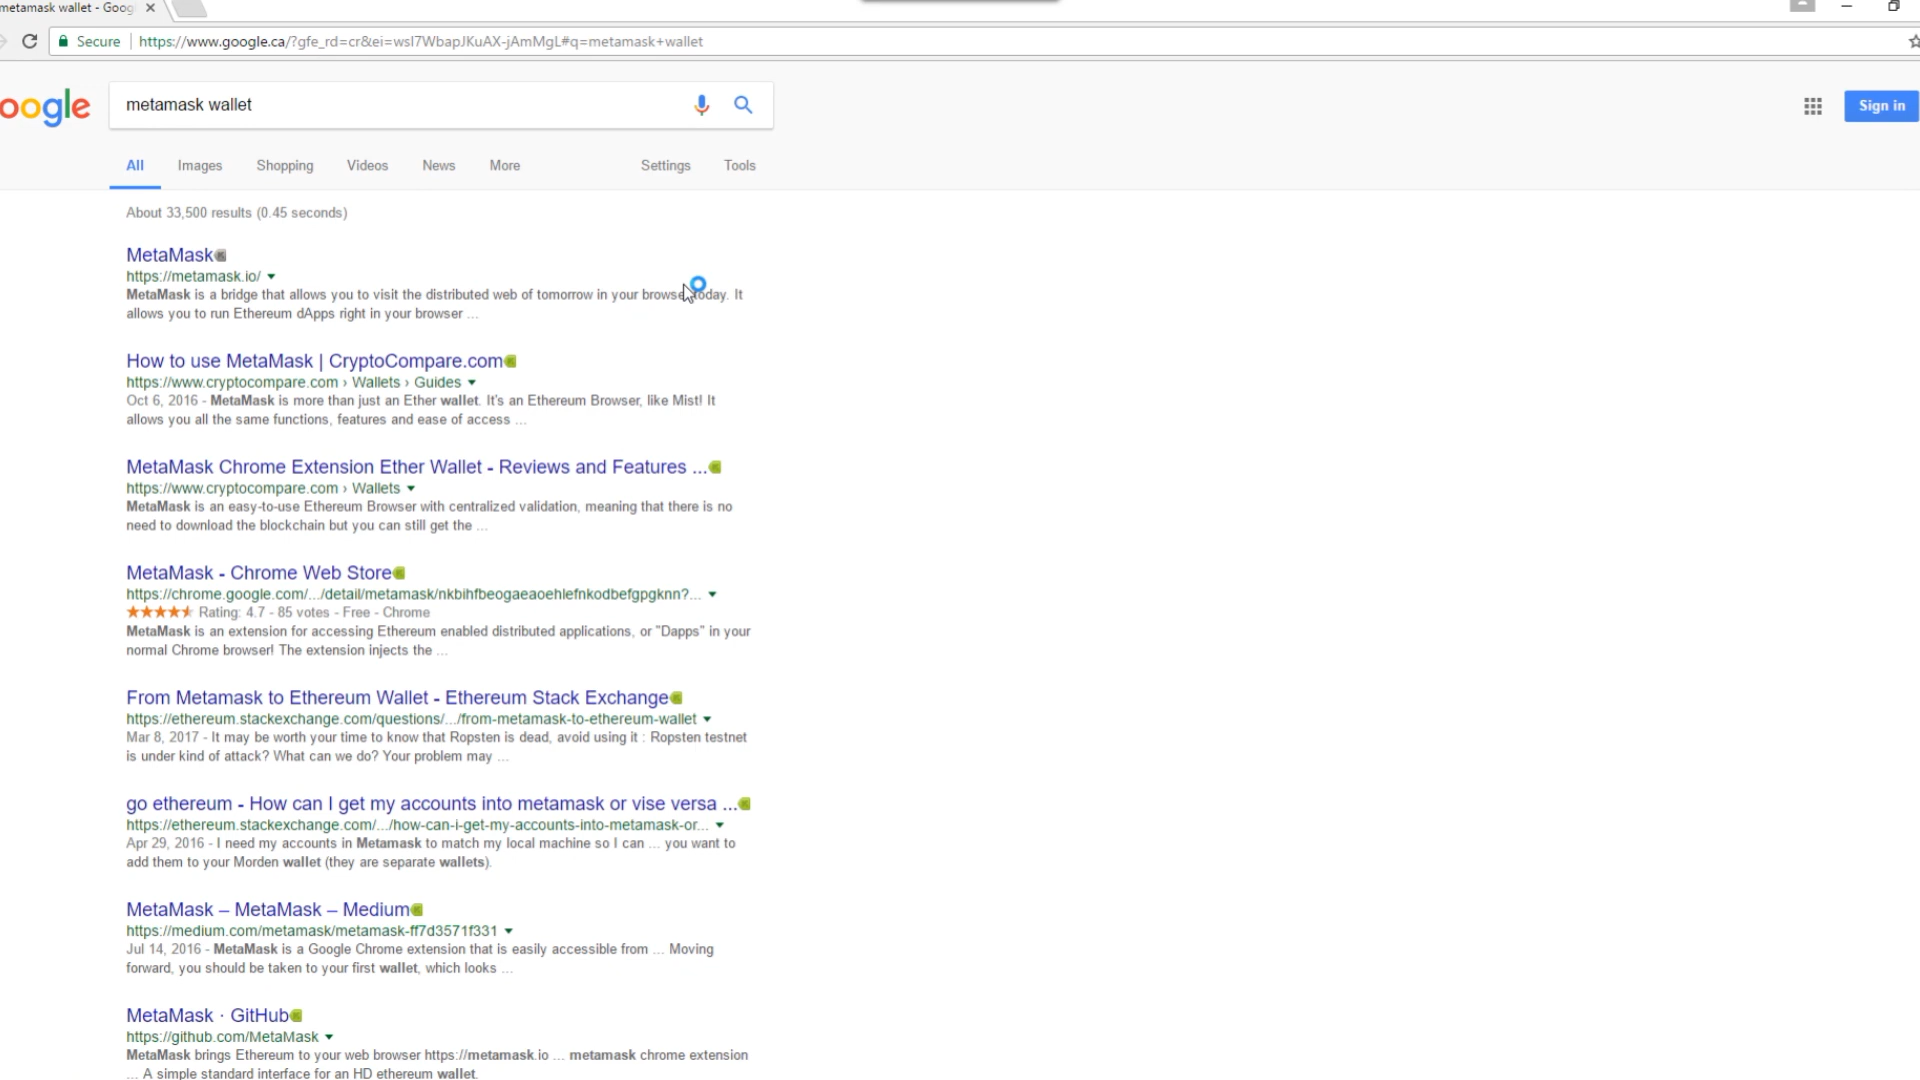 metamask wallet - Goog
Secure https://www.google.ca/?gfe_rd=cr&ei=wsI7WbapJKuAX-jAmMgL#q=metamask+wallet
oogle
metamask wallet
Sign in
All Images Shopping Videos News More Settings Tools
About 33,500 results (0.45 seconds)
MetaMask
https://metamask.io/
MetaMask is a bridge that allows you to visit the distributed web of tomorrow in your browser today. It
allows you to run Ethereum dApps right in your browser ...
How to use MetaMask | CryptoCompare.com
https://www.cryptocompare.com › Wallets › Guides
Oct 6, 2016 - MetaMask is more than just an Ether wallet. It's an Ethereum Browser, like Mist! It
allows you all the same functions, features and ease of access ...
MetaMask Chrome Extension Ether Wallet - Reviews and Features ...
https://www.cryptocompare.com › Wallets
MetaMask is an easy-to-use Ethereum Browser with centralized validation, meaning that there is no
need to download the blockchain but you can still get the ...
MetaMask - Chrome Web Store
https://chrome.google.com/.../detail/metamask/nkbihfbeogaeaoehlefnkodbefgpgknn?...
Rating: 4.7 - 85 votes - Free - Chrome
MetaMask is an extension for accessing Ethereum enabled distributed applications, or "Dapps" in your
normal Chrome browser! The extension injects the ...
From Metamask to Ethereum Wallet - Ethereum Stack Exchange
https://ethereum.stackexchange.com/questions/.../from-metamask-to-ethereum-wallet
Mar 8, 2017 - It may be worth your time to know that Ropsten is dead, avoid using it : Ropsten testnet
is under kind of attack? What can we do? Your problem may ...
go ethereum - How can I get my accounts into metamask or vise versa ...
https://ethereum.stackexchange.com/.../how-can-i-get-my-accounts-into-metamask-or...
Apr 29, 2016 - I need my accounts in Metamask to match my local machine so I can ... you want to
add them to your Morden wallet (they are separate wallets).
MetaMask – MetaMask – Medium
https://medium.com/metamask/metamask-ff7d3571f331
Jul 14, 2016 - MetaMask is a Google Chrome extension that is easily accessible from ... Moving
forward, you should be taken to your first wallet, which looks ...
MetaMask · GitHub
https://github.com/MetaMask
MetaMask brings Ethereum to your web browser https://metamask.io ... metamask chrome extension
... A simple standard interface for an HD ethereum wallet.